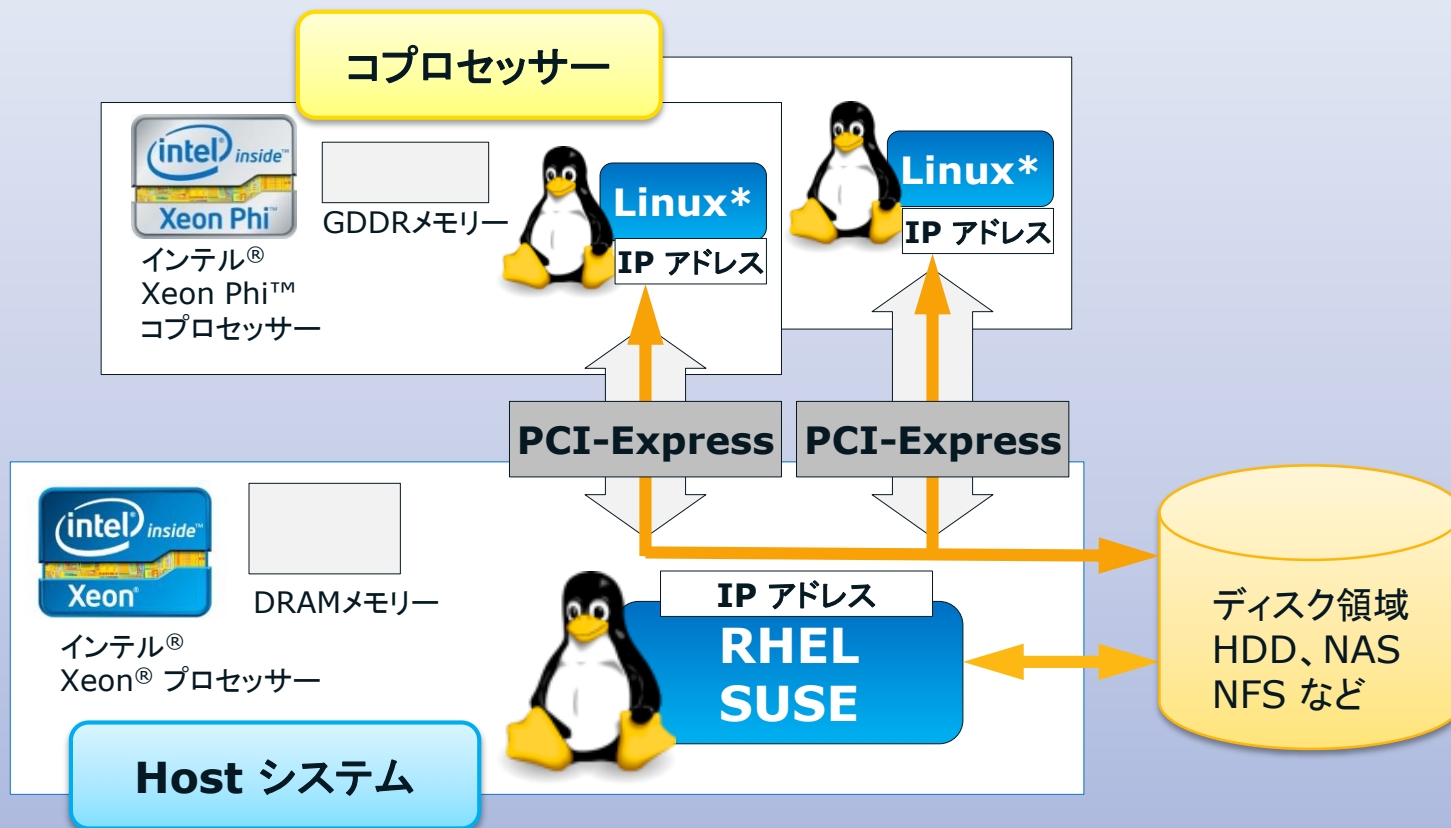 コプロセッサー
intel® inside™
Xeon Phi™
GDDRメモリー
インテル®
Xeon Phi™
コプロセッサー
Linux*
IP アドレス
Linux*
IP アドレス
PCI-Express
PCI-Express
intel® inside™
Xeon®
DRAMメモリー
インテル®
Xeon® プロセッサー
IP アドレス
RHEL
SUSE
Host システム
ディスク領域
HDD、NAS
NFS など